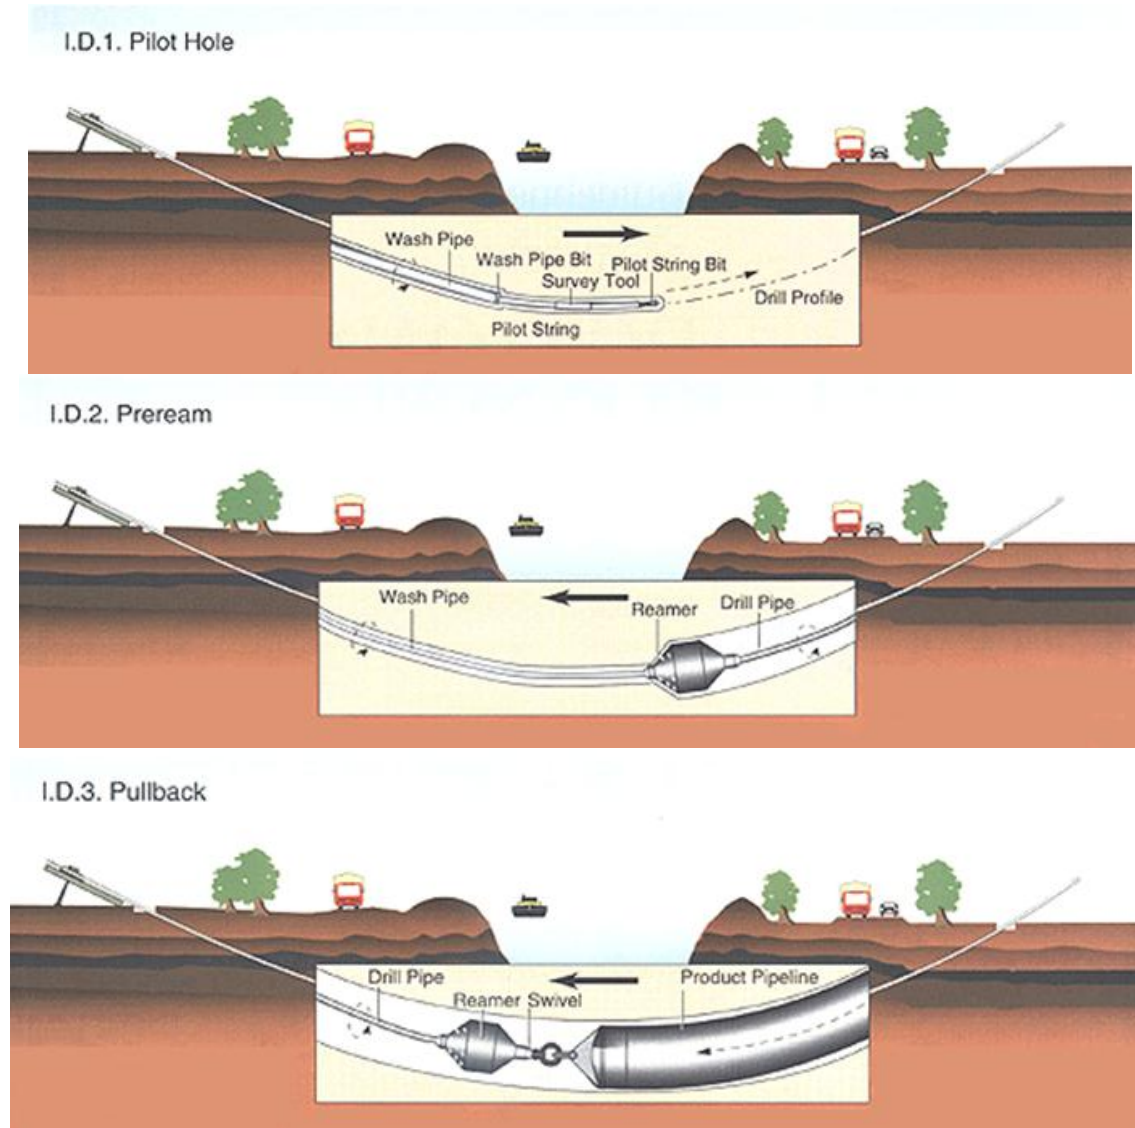 I.D.1. Pilot Hole
Wash Pipe
Wash Pipe Bit
Pilot String Bit
Survey Tool
Drill Profile
Pilot String
I.D.2. Preream
Wash Pipe
Reamer
Drill Pipe
I.D.3. Pullback
Drill Pipe
Product Pipeline
Reamer Swivel